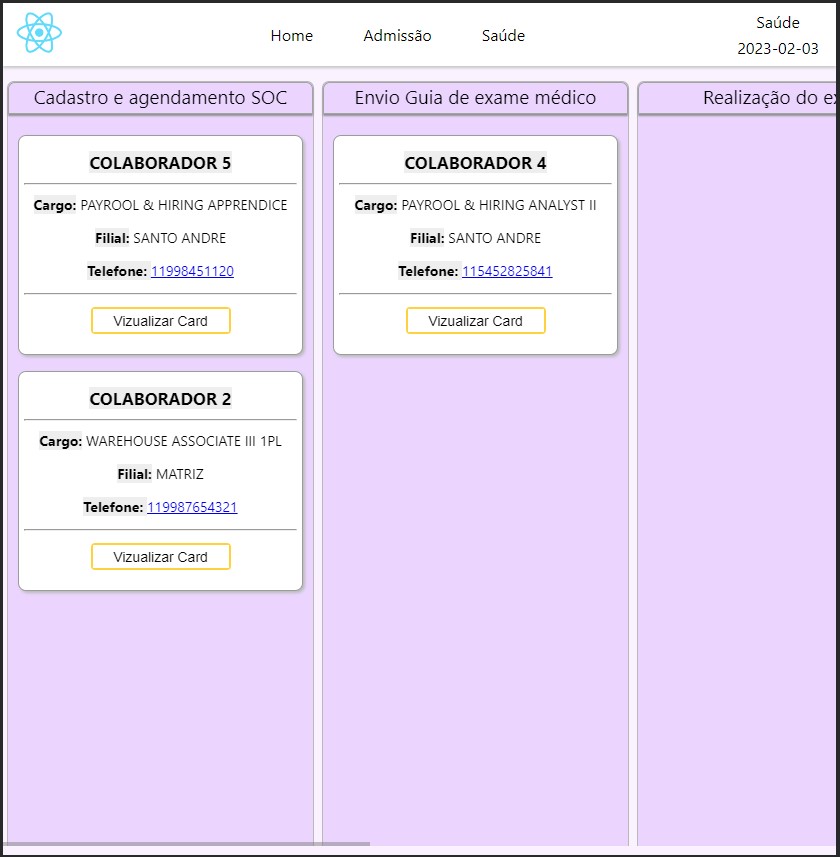 Home
Admissão
Saúde
Saúde
2023-02-03
Cadastro e agendamento SOC
COLABORADOR 5
Cargo: PAYROOL & HIRING APPRENDICE
Filial: SANTO ANDRE
Telefone: 11998451120
Vizualizar Card
COLABORADOR 2
Cargo: WAREHOUSE ASSOCIATE III 1PL
Filial: MATRIZ
Telefone: 119987654321
Vizualizar Card
Envio Guia de exame médico
COLABORADOR 4
Cargo: PAYROOL & HIRING ANALYST II
Filial: SANTO ANDRE
Telefone: 115452825841
Vizualizar Card
Realização do